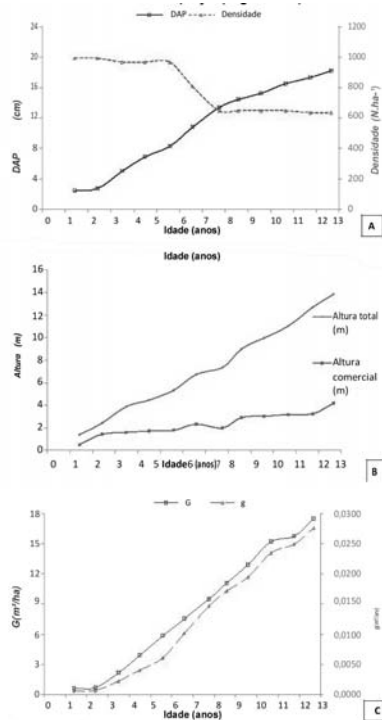 DAP Densidade
24 1200
20 1000
16 800
12 600
8 400
4 200
0 0
DAP (cm)
Densidade (N.ha-¹)
0 1 2 3 4 5 6 7 8 9 10 11 12 13
Idade (anos)
A
Idade (anos)
16
14
12
10
8
6
4
2
0
Altura (m)
Altura total
(m)
Altura
comercial
(m)
0 1 2 3 4 5 6 7 8 9 10 11 12 13
Idade (anos)
B
G g
18 0,0300
15 0,0250
12 0,0200
9 0,0150
6 0,0100
3 0,0050
0 0,0000
G(m²/ha)
0 1 2 3 4 5 6 7 8 9 10 11 12 13
Idade (anos)
C